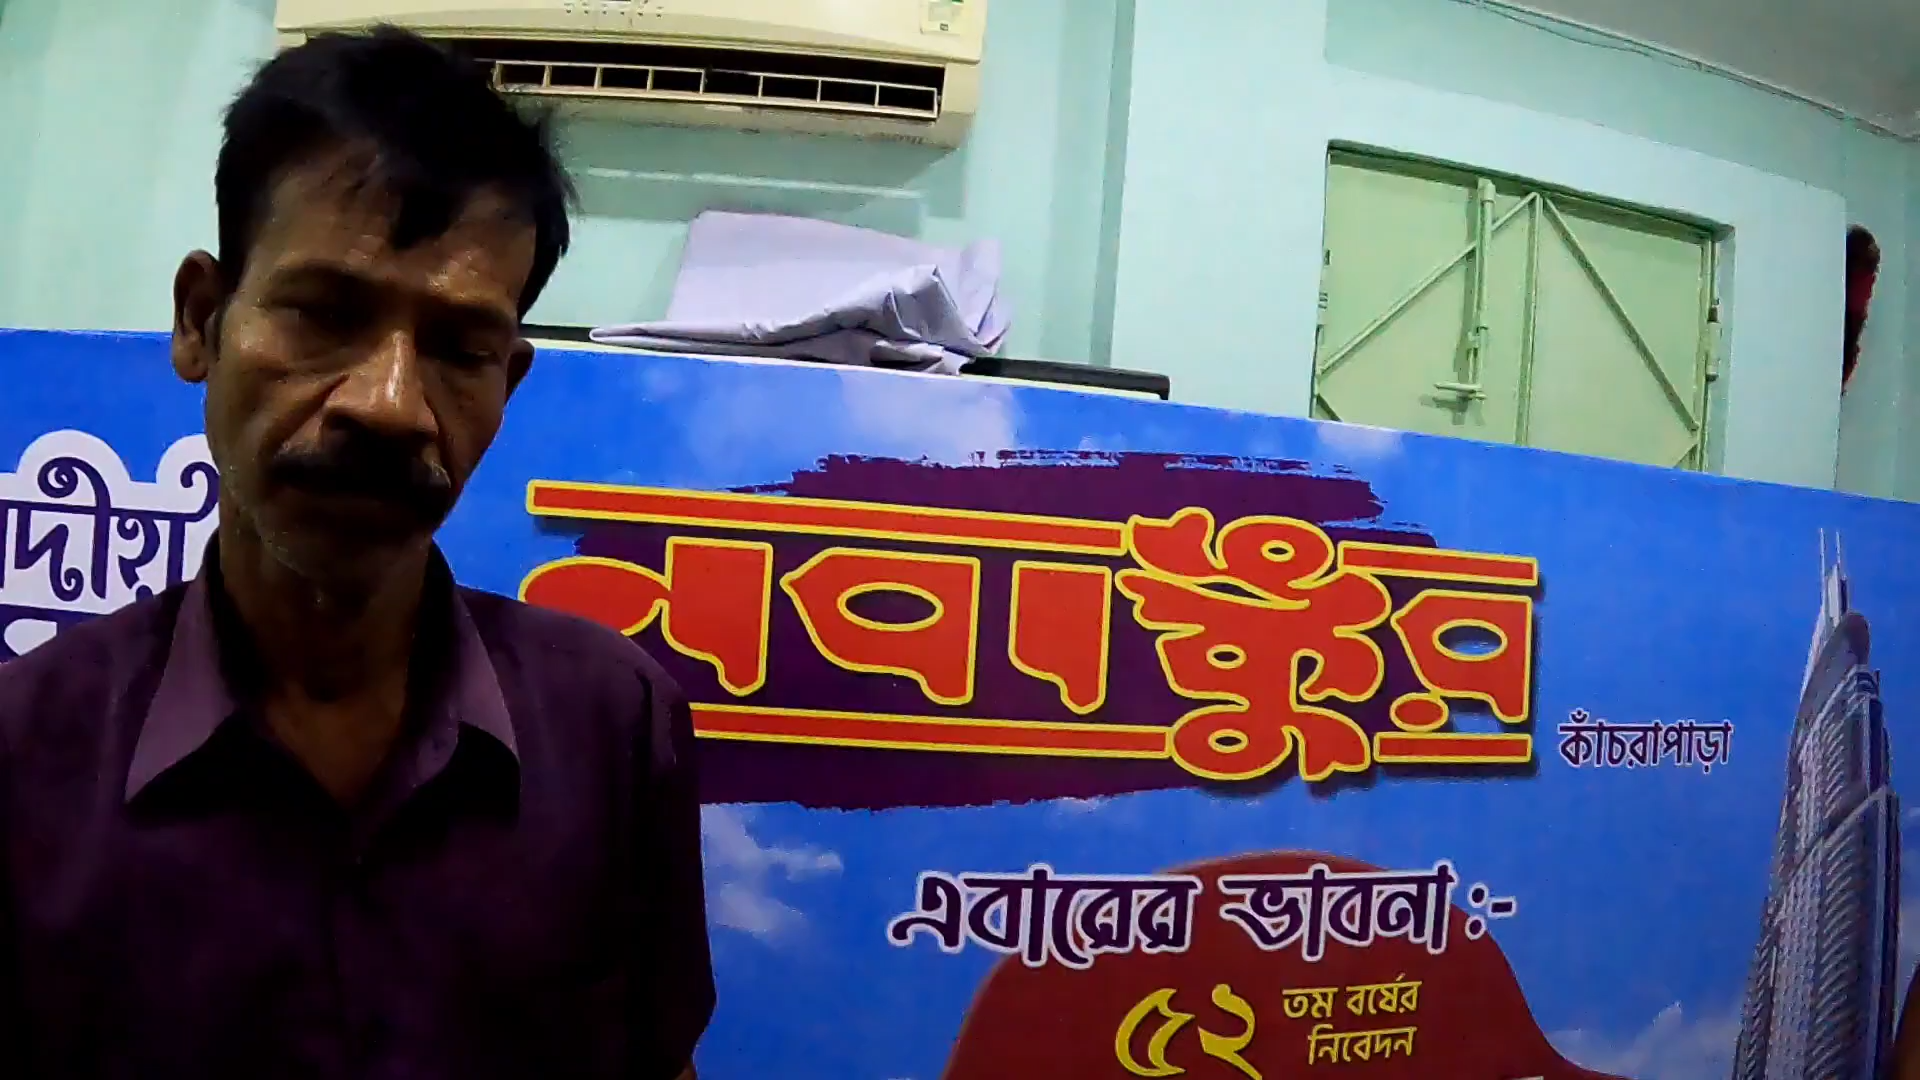 নবাঙ্কুর
কাঁচরাপাড়া
এবারের ভাবনা :-
৫২ তম বর্ষের
নিবেদন